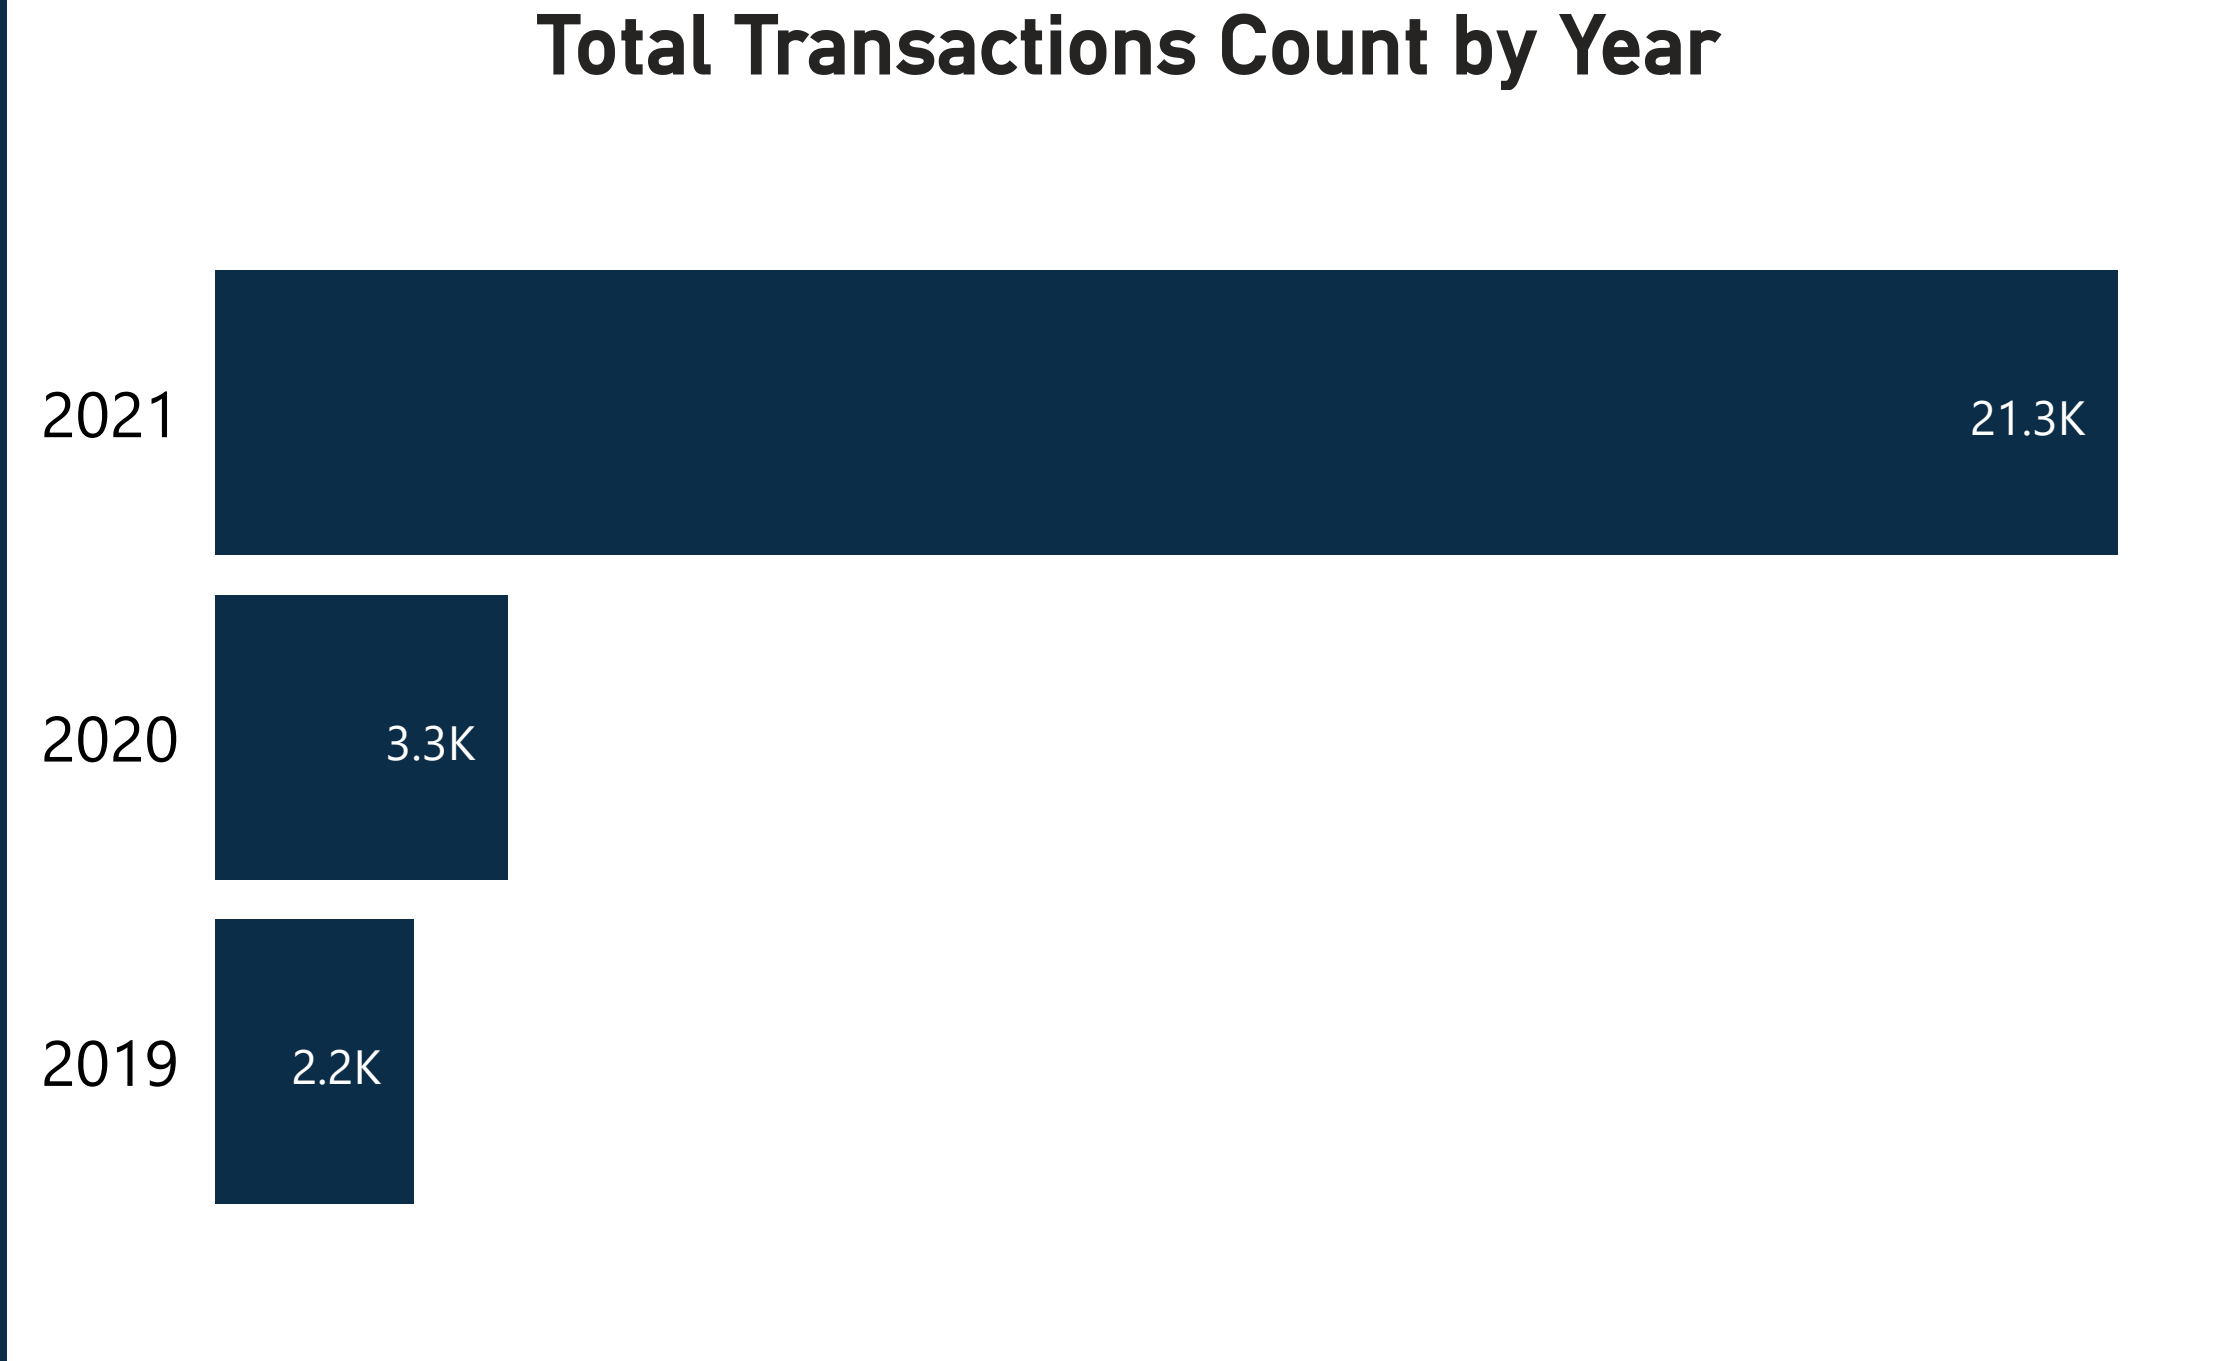 Total Transactions Count by Year
2021
21.3K
2020
3.3K
2019
2.2K